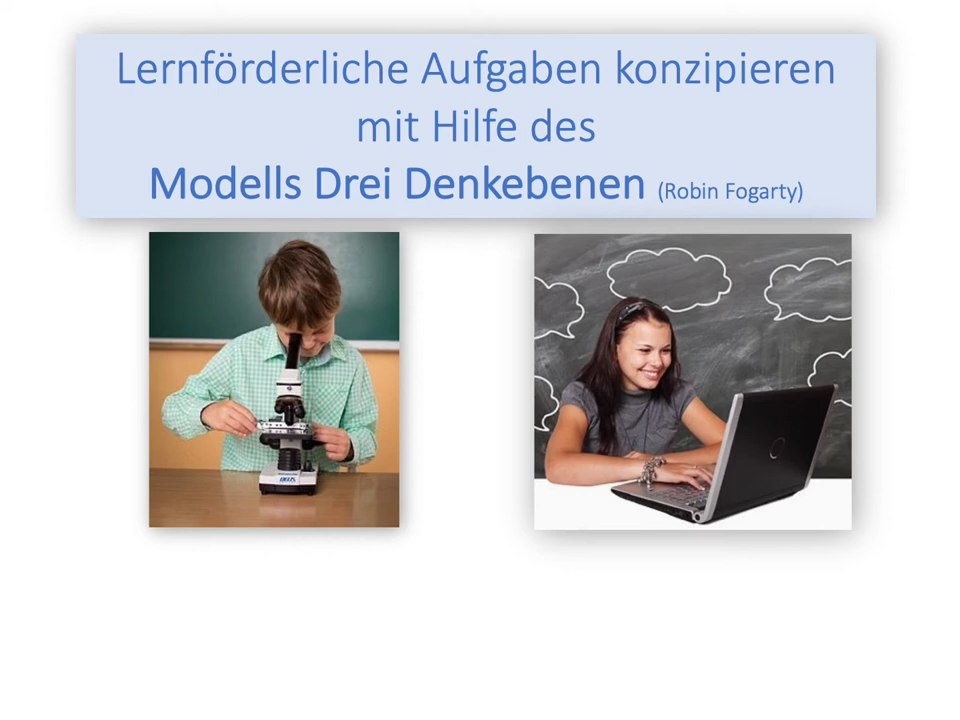 Lernförderliche Aufgaben konzipieren
mit Hilfe des
Modells Drei Denkebenen (Robin Fogarty)